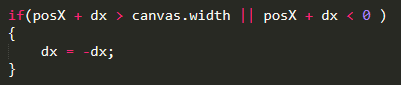 if(posX + dx > canvas.width || posX + dx < 0 )
{
    dx = -dx;
}